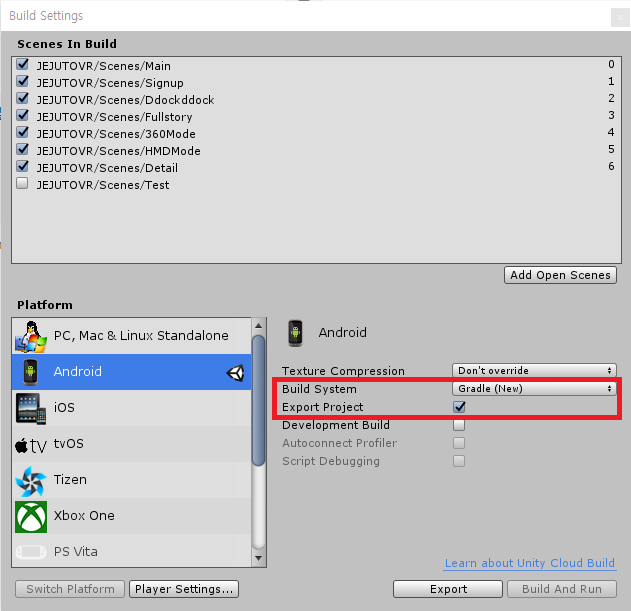 Build Settings
Scenes In Build
JEJUTOVR/Scenes/Main 0
JEJUTOVR/Scenes/Signup 1
JEJUTOVR/Scenes/Ddockddock 2
JEJUTOVR/Scenes/Fullstory 3
JEJUTOVR/Scenes/360Mode 4
JEJUTOVR/Scenes/HMDMode 5
JEJUTOVR/Scenes/Detail 6
JEJUTOVR/Scenes/Test
Add Open Scenes
Platform
PC, Mac & Linux Standalone
Android
iOS
tv tvOS
Tizen
Xbox One
PS Vita
Android
Texture Compression Don't override
Build System Gradle (New)
Export Project
Development Build
Autoconnect Profiler
Script Debugging
Learn about Unity Cloud Build
Switch Platform Player Settings... Export Build And Run